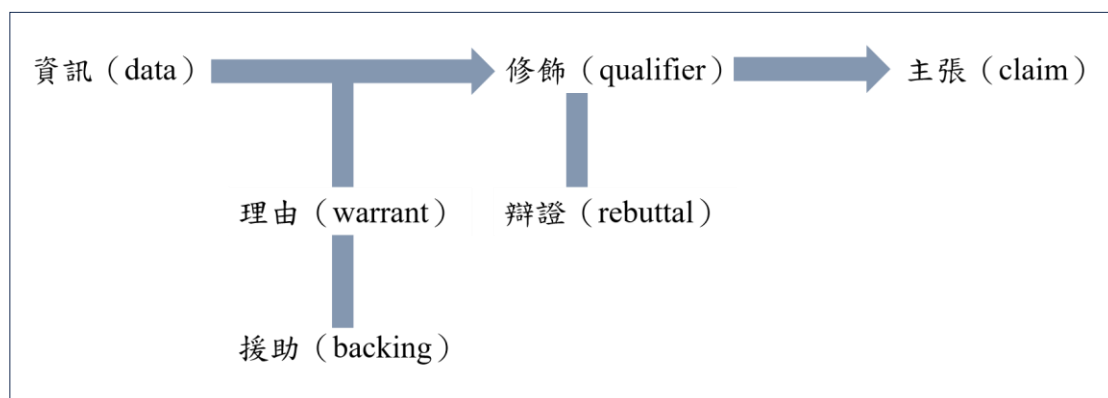 資訊（data） 修飾（qualifier） 主張（claim）
理由（warrant） 辯證（rebuttal）
援助（backing）